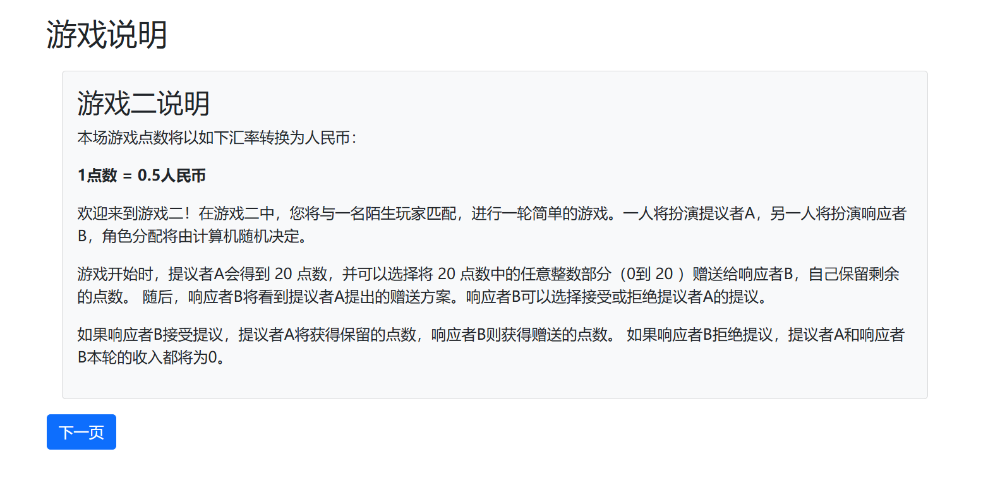 游戏说明
游戏二说明
本场游戏点数将以如下汇率转换为人民币：
1点数 = 0.5人民币
欢迎来到游戏二！在游戏二中，您将与一名陌生玩家匹配，进行一轮简单的游戏。一人将扮演提议者A，另一人将扮演响应者
B，角色分配将由计算机随机决定。
游戏开始时，提议者A会得到 20 点数，并可以选择将 20 点数中的任意整数部分（0到 20 ）赠送给响应者B，自己保留剩余
的点数。 随后，响应者B将看到提议者A提出的赠送方案。响应者B可以选择接受或拒绝提议者A的提议。
如果响应者B接受提议，提议者A将获得保留的点数，响应者B则获得赠送的点数。 如果响应者B拒绝提议，提议者A和响应者
B本轮的收入都将为0。
下一页